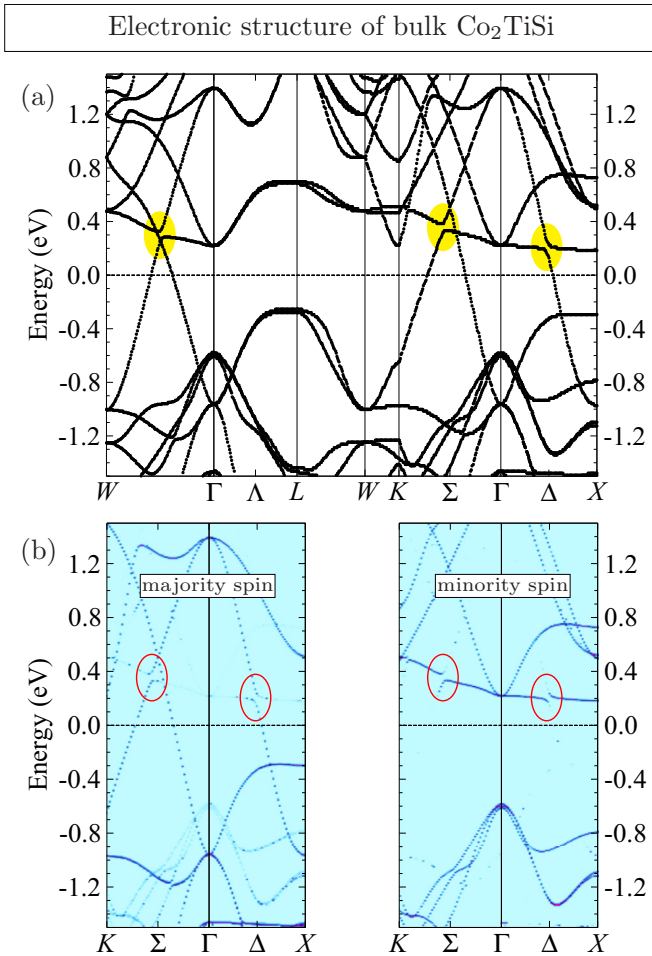 Electronic structure of bulk Co₂TiSi
(a)
Energy (eV)
1.2 1.2
0.8 0.8
0.4 0.4
0.0 0.0
-0.4 -0.4
-0.8 -0.8
-1.2 -1.2
W Γ Λ L W K Σ Γ Δ X
(b)
majority spin minority spin
Energy (eV)
1.2 1.2
0.8 0.8
0.4 0.4
0.0 0.0
-0.4 -0.4
-0.8 -0.8
-1.2 -1.2
K Σ Γ Δ X K Σ Γ Δ X